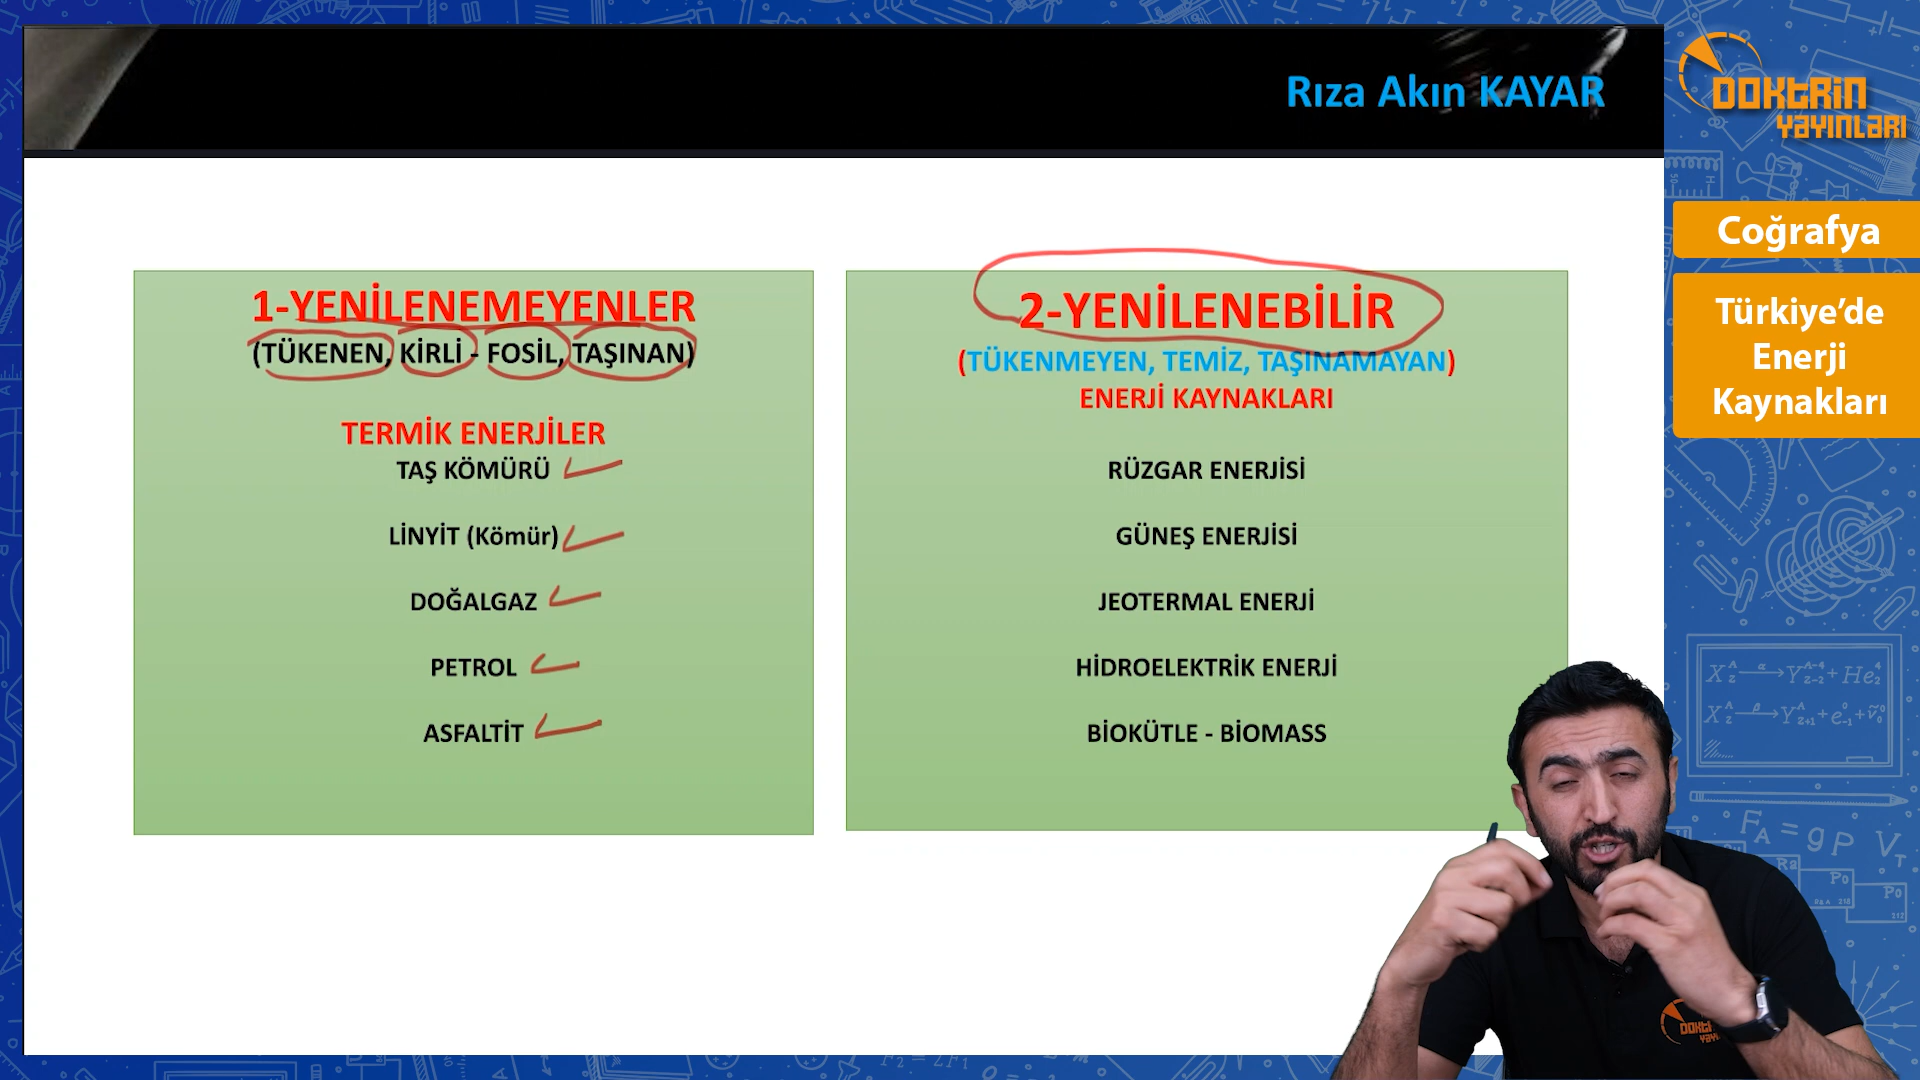 Rıza Akın KAYAR
DOKTRİN
YAYINLARI
Coğrafya
Türkiye'de
Enerji
Kaynakları
1-YENİLENEMEYENLER
(TÜKENEN, KİRLİ - FOSİL, TAŞINAN)
TERMİK ENERJİLER
TAŞ KÖMÜRÜ
LİNYİT (Kömür)
DOĞALGAZ
PETROL
ASFALTİT
2-YENİLENEBİLİR
(TÜKENMEYEN, TEMİZ, TAŞINAMAYAN)
ENERJİ KAYNAKLARI
RÜZGAR ENERJİSİ
GÜNEŞ ENERJİSİ
JEOTERMAL ENERJİ
HİDROELEKTRİK ENERJİ
BİOKÜTLE - BİOMASS